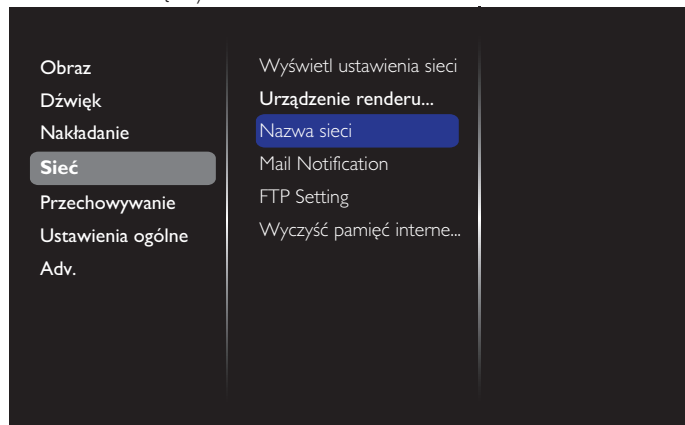 Obraz
Dźwięk
Nakładanie
Sieć
Przechowywanie
Ustawienia ogólne
Adv.
Wyświetl ustawienia sieci
Urządzenie renderu...
Nazwa sieci
Mail Notification
FTP Setting
Wyczyść pamięć interne...